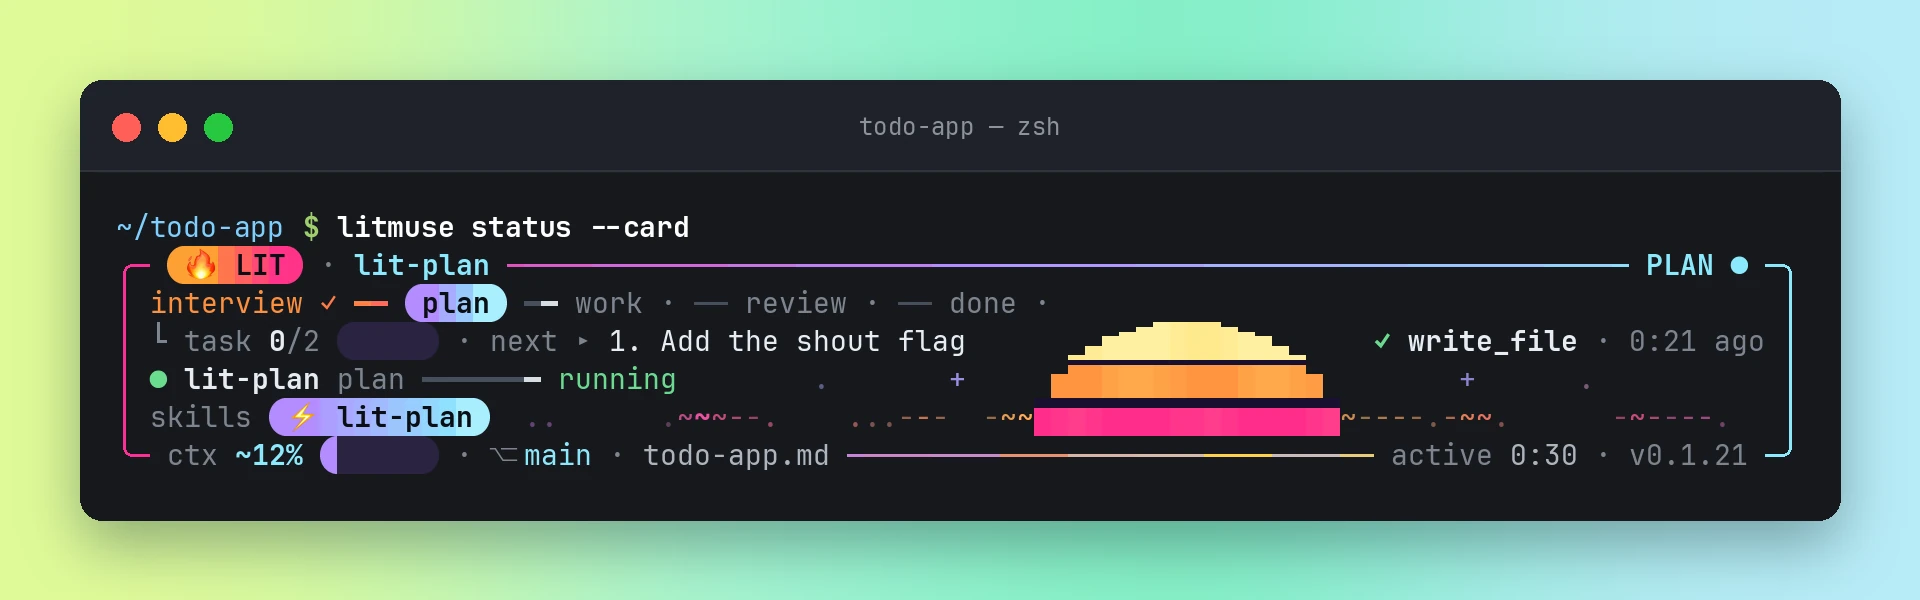 todo-app — zsh
~/todo-app $ litmuse status --card
🔥 LIT · lit-plan PLAN ●
interview ✓ plan work · review · done ·
└ task 0/2 · next ▸ 1. Add the shout flag ✓ write_file · 0:21 ago
● lit-plan plan running
skills ⚡ lit-plan
ctx ~12% · ⌥ main · todo-app.md active 0:30 · v0.1.21